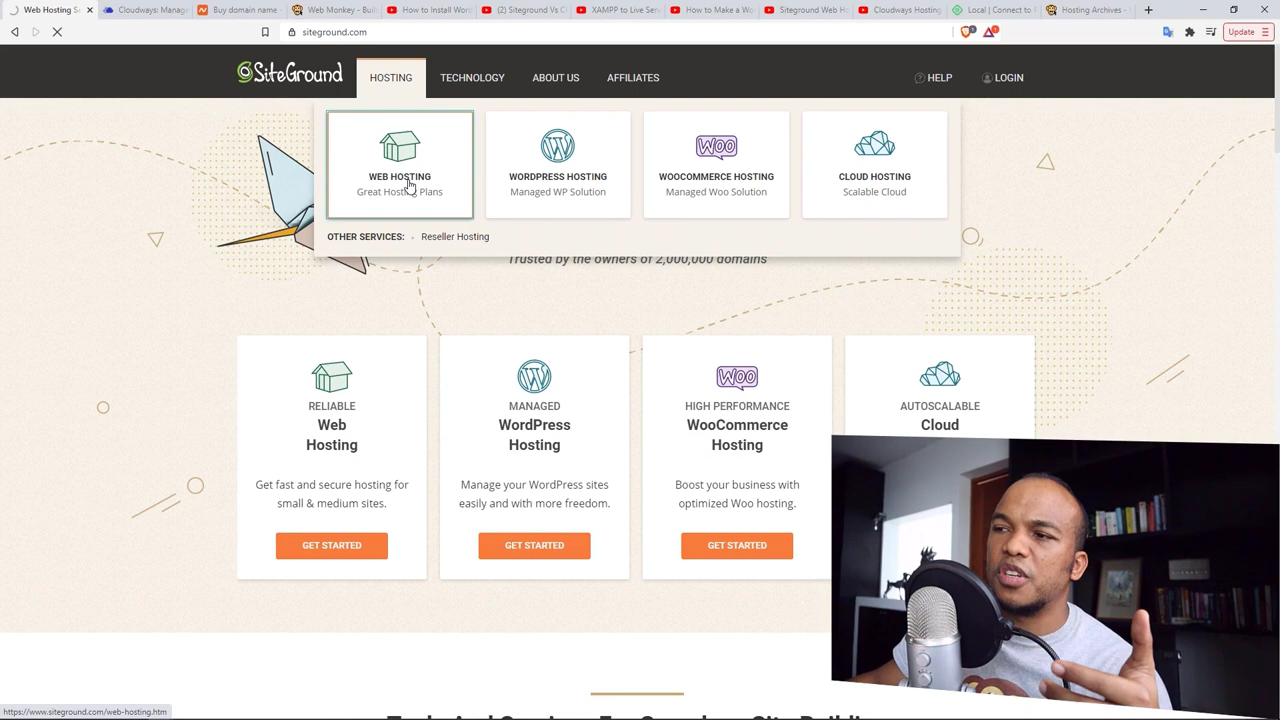 Web Hosting Se
Cloudways: Manag
Buy domain name -
Web Monkey - Buil
How to Install Word
(2) Siteground Vs C
XAMPP to Live Serv
How to Make a Wo
Siteground Web Ho
Cloudways Hosting
Local | Connect to
Hosting Archives -
siteground.com
Update
SiteGround
HOSTING
TECHNOLOGY
ABOUT US
AFFILIATES
HELP
LOGIN
WEB HOSTING
Great Hosting Plans
WORDPRESS HOSTING
Managed WP Solution
WOO
WOOCOMMERCE HOSTING
Managed Woo Solution
CLOUD HOSTING
Scalable Cloud
OTHER SERVICES:
Reseller Hosting
Trusted by the owners of 2,000,000 domains
RELIABLE
Web
Hosting
Get fast and secure hosting for
small & medium sites.
GET STARTED
MANAGED
WordPress
Hosting
Manage your WordPress sites
easily and with more freedom.
GET STARTED
WOO
HIGH PERFORMANCE
WooCommerce
Hosting
Boost your business with
optimized Woo hosting.
GET STARTED
AUTOSCALABLE
Cloud
https://www.siteground.com/web-hosting.htm